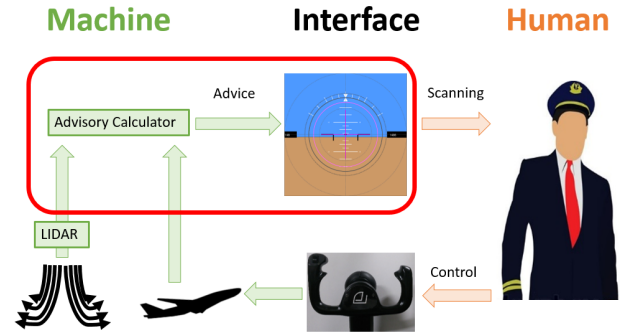 Machine
Interface
Human
Advice
Scanning
Advisory Calculator
LIDAR
Control